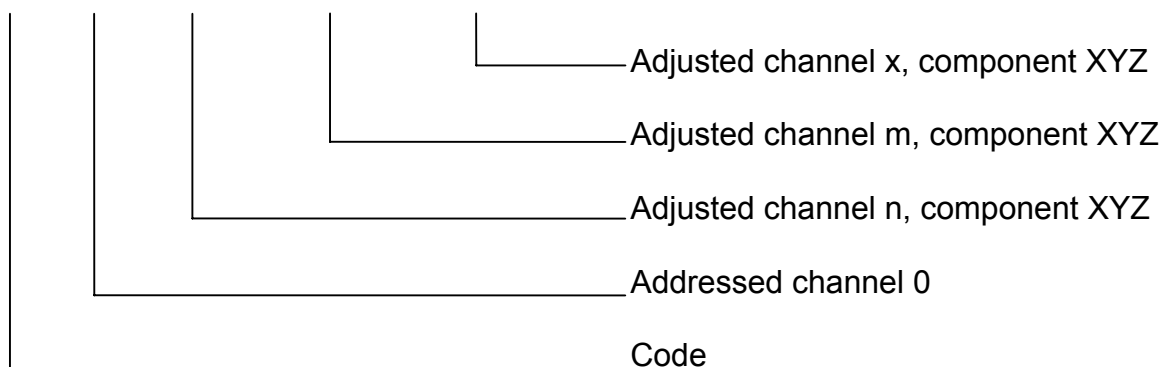 Adjusted channel x, component XYZ
Adjusted channel m, component XYZ
Adjusted channel n, component XYZ
Addressed channel 0
Code